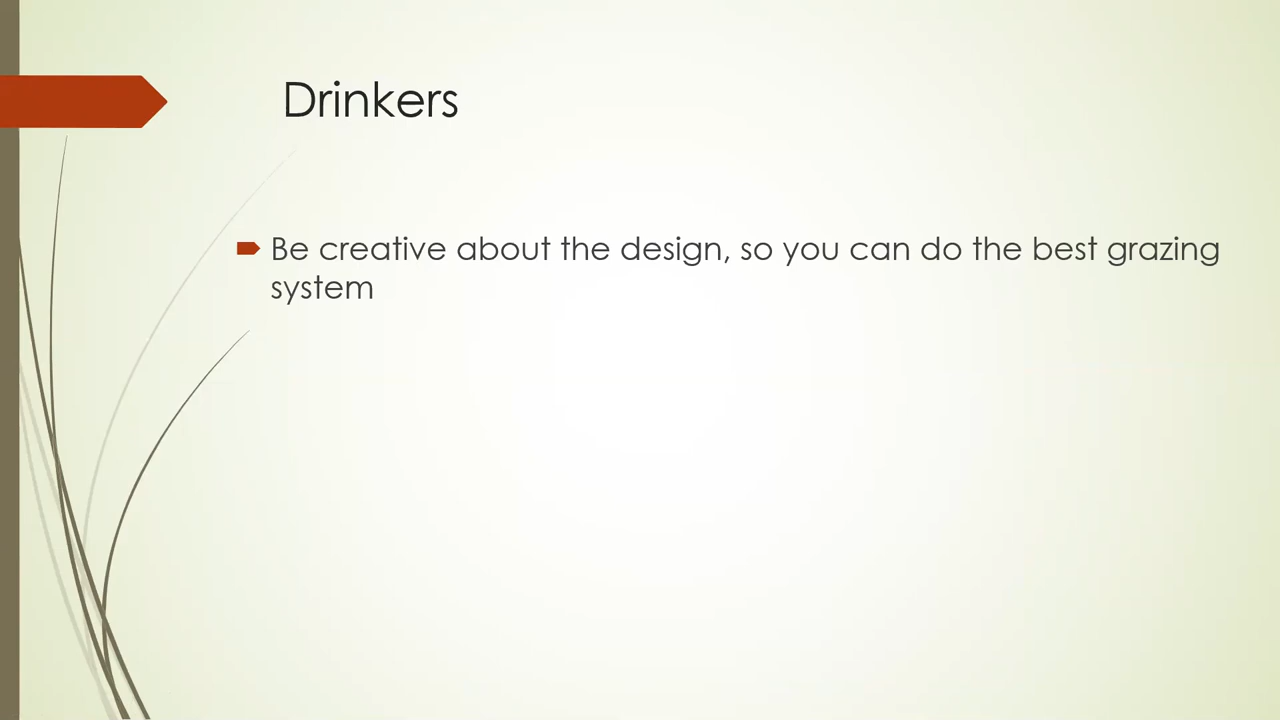 Drinkers
Be creative about the design, so you can do the best grazing
system